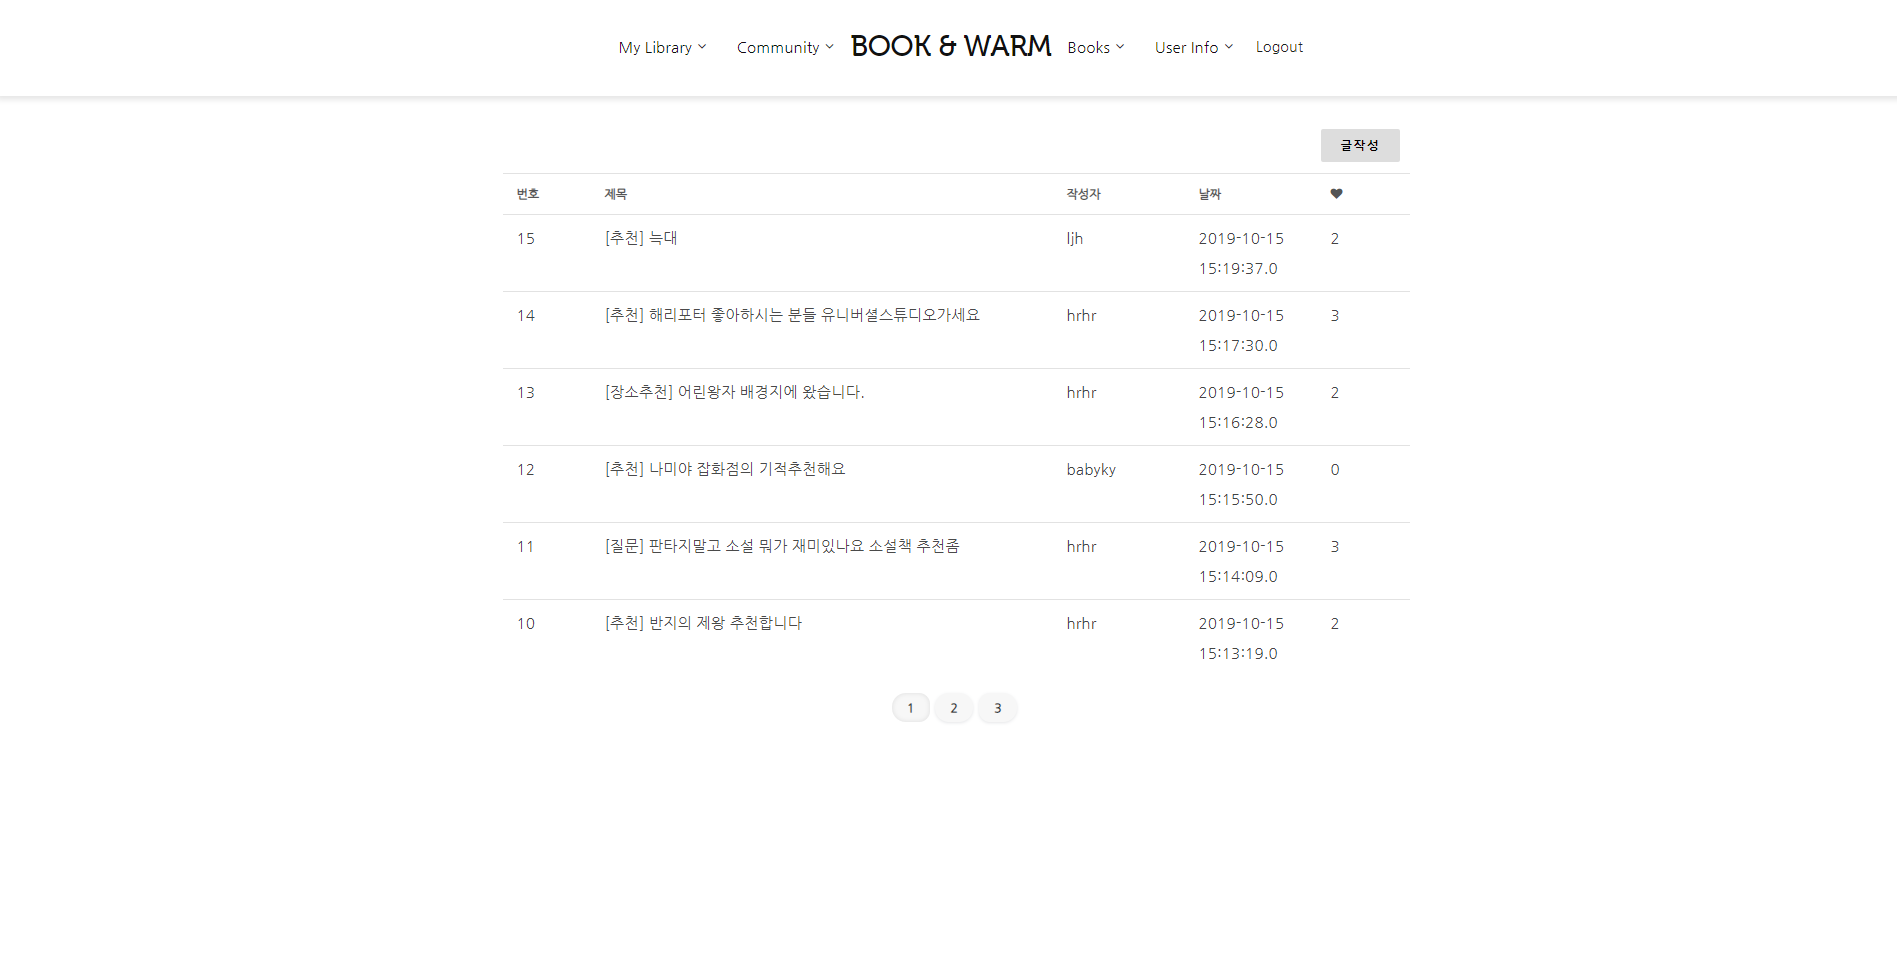 My Library Community BOOK & WARM Books User Info Logout
글작성
번호 제목 작성자 날짜 ♥
15 [추천] 늑대 ljh 2019-10-15 2
15:19:37.0
14 [추천] 해리포터 좋아하시는 분들 유니버셜스튜디오가세요 hrhr 2019-10-15 3
15:17:30.0
13 [장소추천] 어린왕자 배경지에 왔습니다. hrhr 2019-10-15 2
15:16:28.0
12 [추천] 나미야 잡화점의 기적추천해요 babyky 2019-10-15 0
15:15:50.0
11 [질문] 판타지말고 소설 뭐가 재미있나요 소설책 추천좀 hrhr 2019-10-15 3
15:14:09.0
10 [추천] 반지의 제왕 추천합니다 hrhr 2019-10-15 2
15:13:19.0
1 2 3